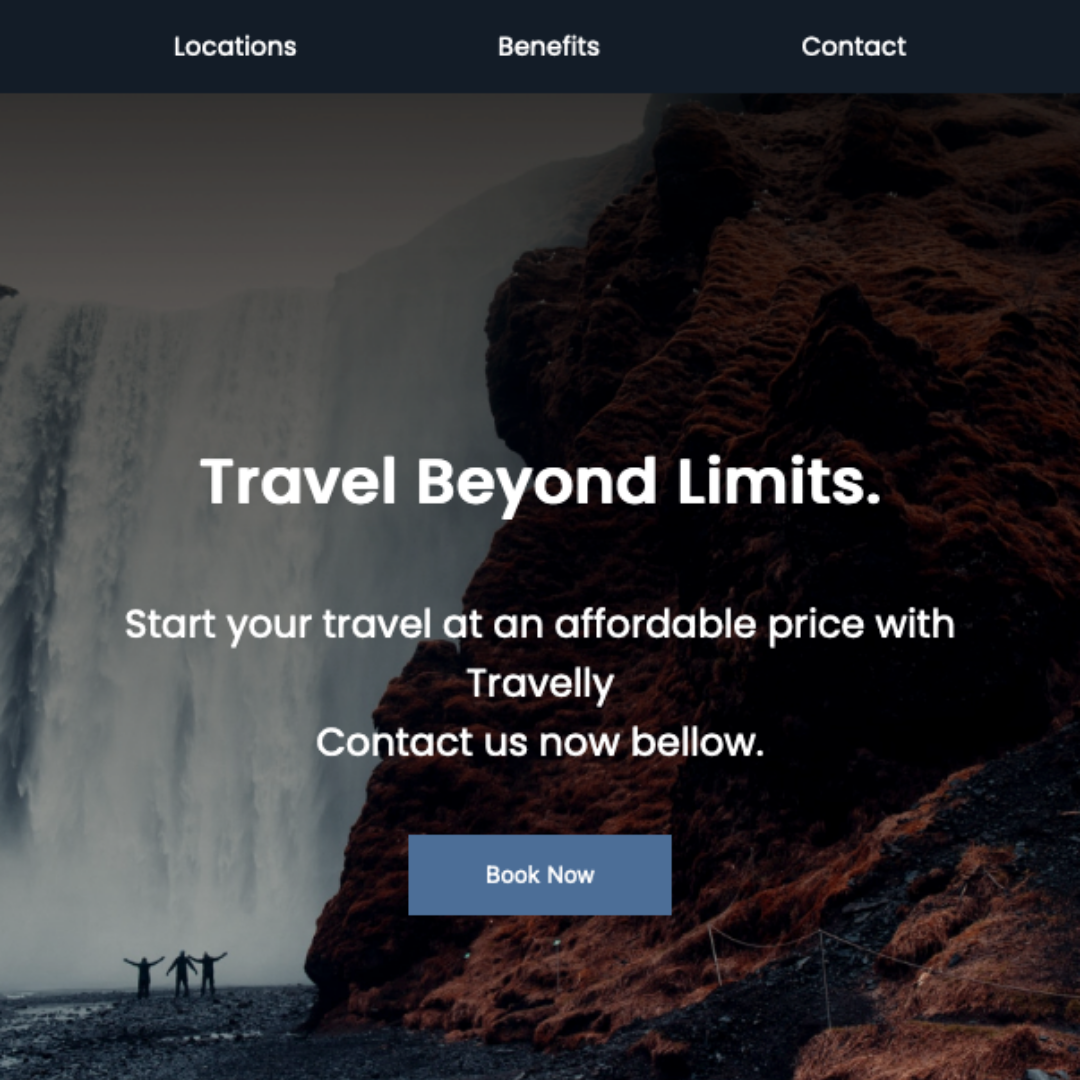 Locations Benefits Contact
Travel Beyond Limits.
Start your travel at an affordable price with
Travelly
Contact us now bellow.
Book Now